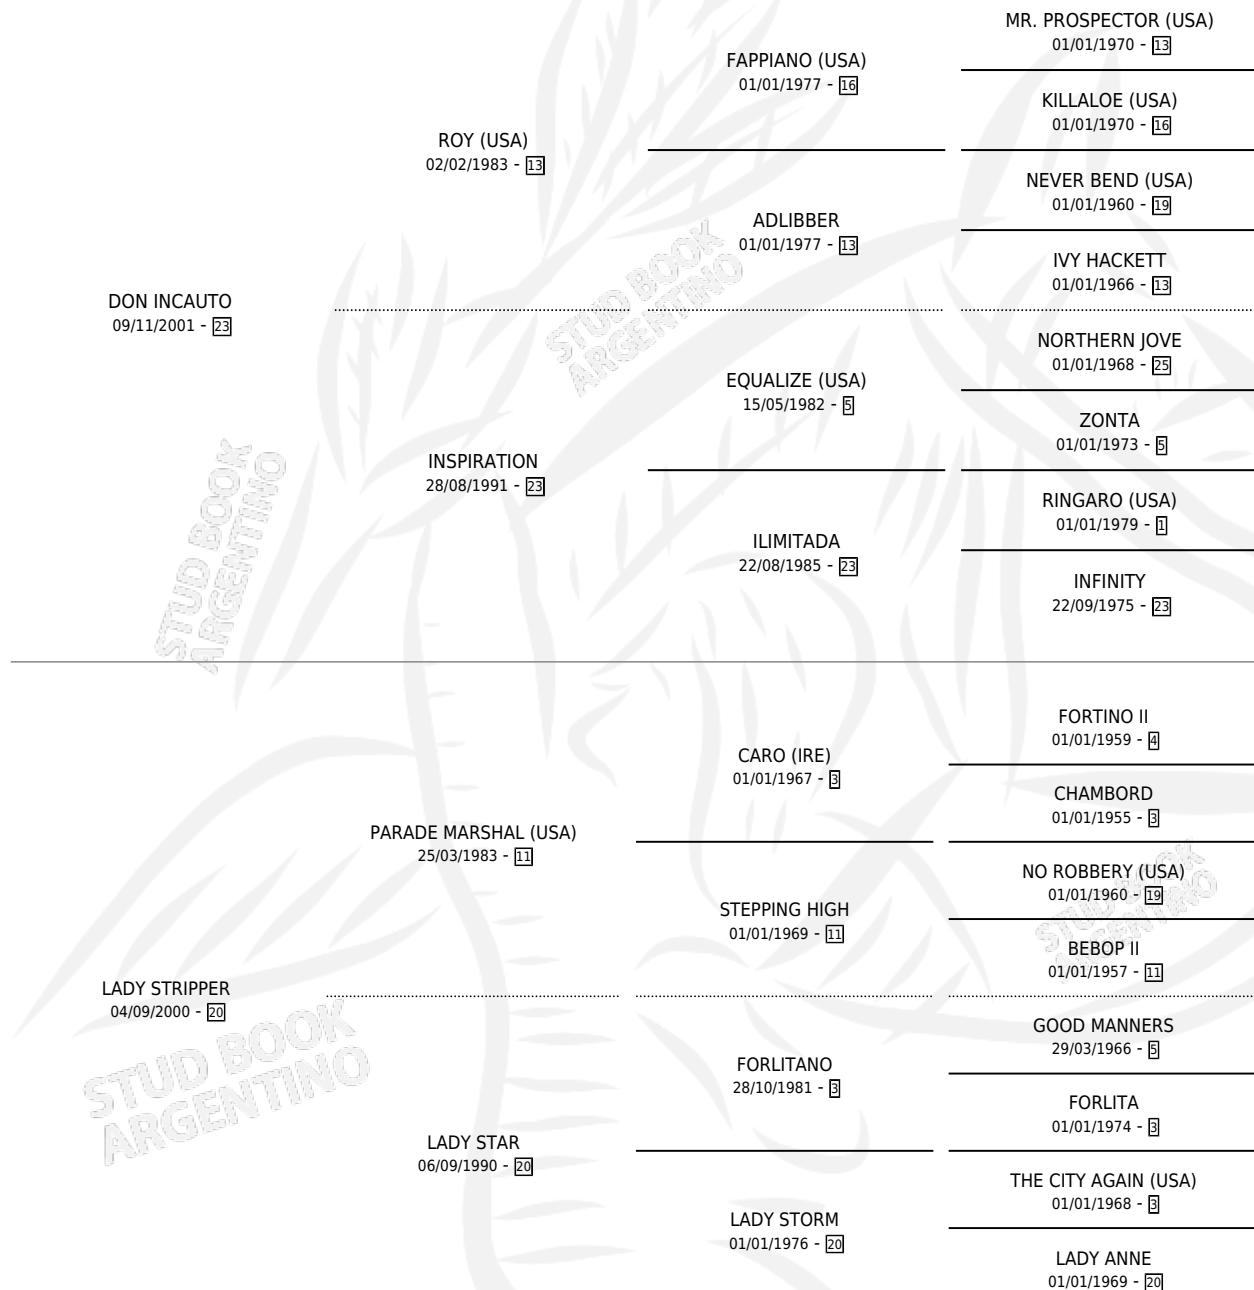 MR. PROSPECTOR (USA)
01/01/1970 - 13
FAPPIANO (USA)
01/01/1977 - 16
KILLALOE (USA)
01/01/1970 - 16
ROY (USA)
02/02/1983 - 13
NEVER BEND (USA)
01/01/1960 - 19
ADLIBBER
01/01/1977 - 13
IVY HACKETT
01/01/1966 - 13
DON INCAUTO
09/11/2001 - 23
NORTHERN JOVE
01/01/1968 - 25
EQUALIZE (USA)
15/05/1982 - 5
ZONTA
01/01/1973 - 5
INSPIRATION
28/08/1991 - 23
RINGARO (USA)
01/01/1979 - 1
ILIMITADA
22/08/1985 - 23
INFINITY
22/09/1975 - 23
FORTINO II
01/01/1959 - 4
CARO (IRE)
01/01/1967 - 3
CHAMBORD
01/01/1955 - 3
PARADE MARSHAL (USA)
25/03/1983 - 11
NO ROBBERY (USA)
01/01/1960 - 19
STEPPING HIGH
01/01/1969 - 11
BEBOP II
01/01/1957 - 11
LADY STRIPPER
04/09/2000 - 20
GOOD MANNERS
29/03/1966 - 5
FORLITANO
28/10/1981 - 3
FORLITA
01/01/1974 - 3
LADY STAR
06/09/1990 - 20
THE CITY AGAIN (USA)
01/01/1968 - 3
LADY STORM
01/01/1976 - 20
LADY ANNE
01/01/1969 - 20
STUD BOOK
ARGENTINO
STUD BOOK
ARGENTINO
STUD BOOK
ARGENTINO
STUD BOOK
ARGENTINO